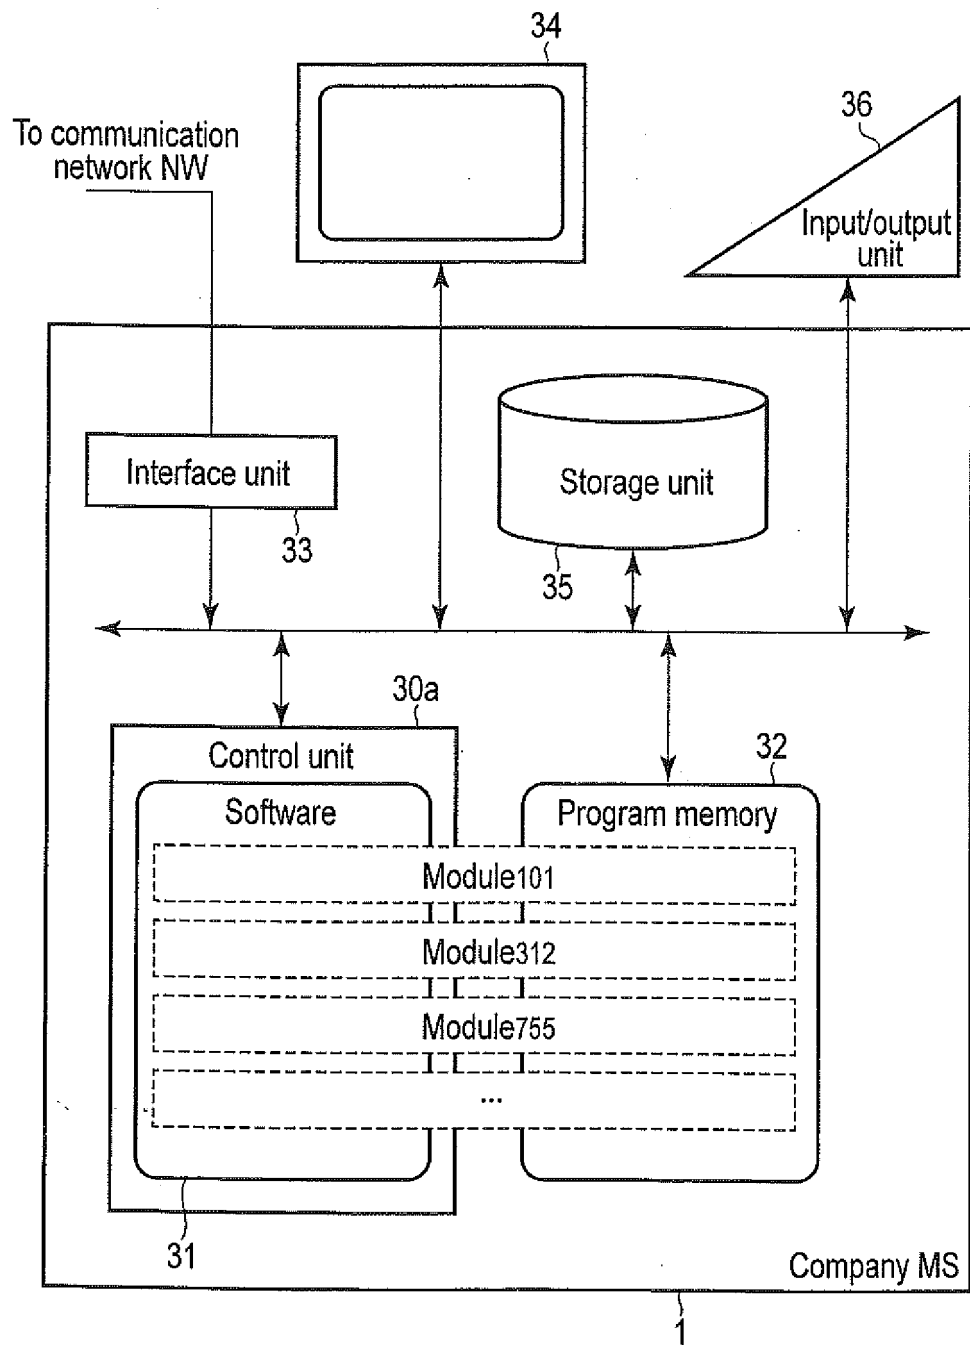 34
To communication
network NW
36
Input/output
unit
Interface unit
33
Storage unit
35
30a
Control unit
32
Software
Program memory
Module101
Module312
Module755
...
31
Company MS
1